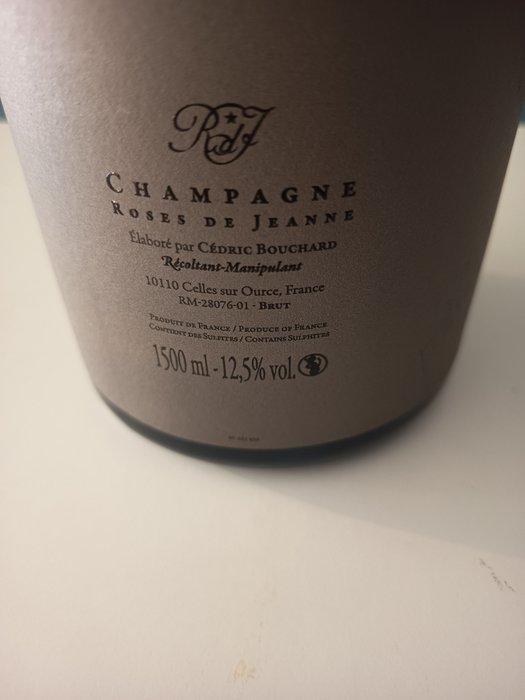 RdJ
CHAMPAGNE
ROSES DE JEANNE
Élaboré par CÉDRIC BOUCHARD
Récoltant-Manipulant
10110 Celles sur Ource, France
RM-28076-01 - BRUT
PRODUIT DE FRANCE / PRODUCE OF FRANCE
CONTIENT DES SULFITES / CONTAINS SULPHITES
1500 ml - 12,5% vol.